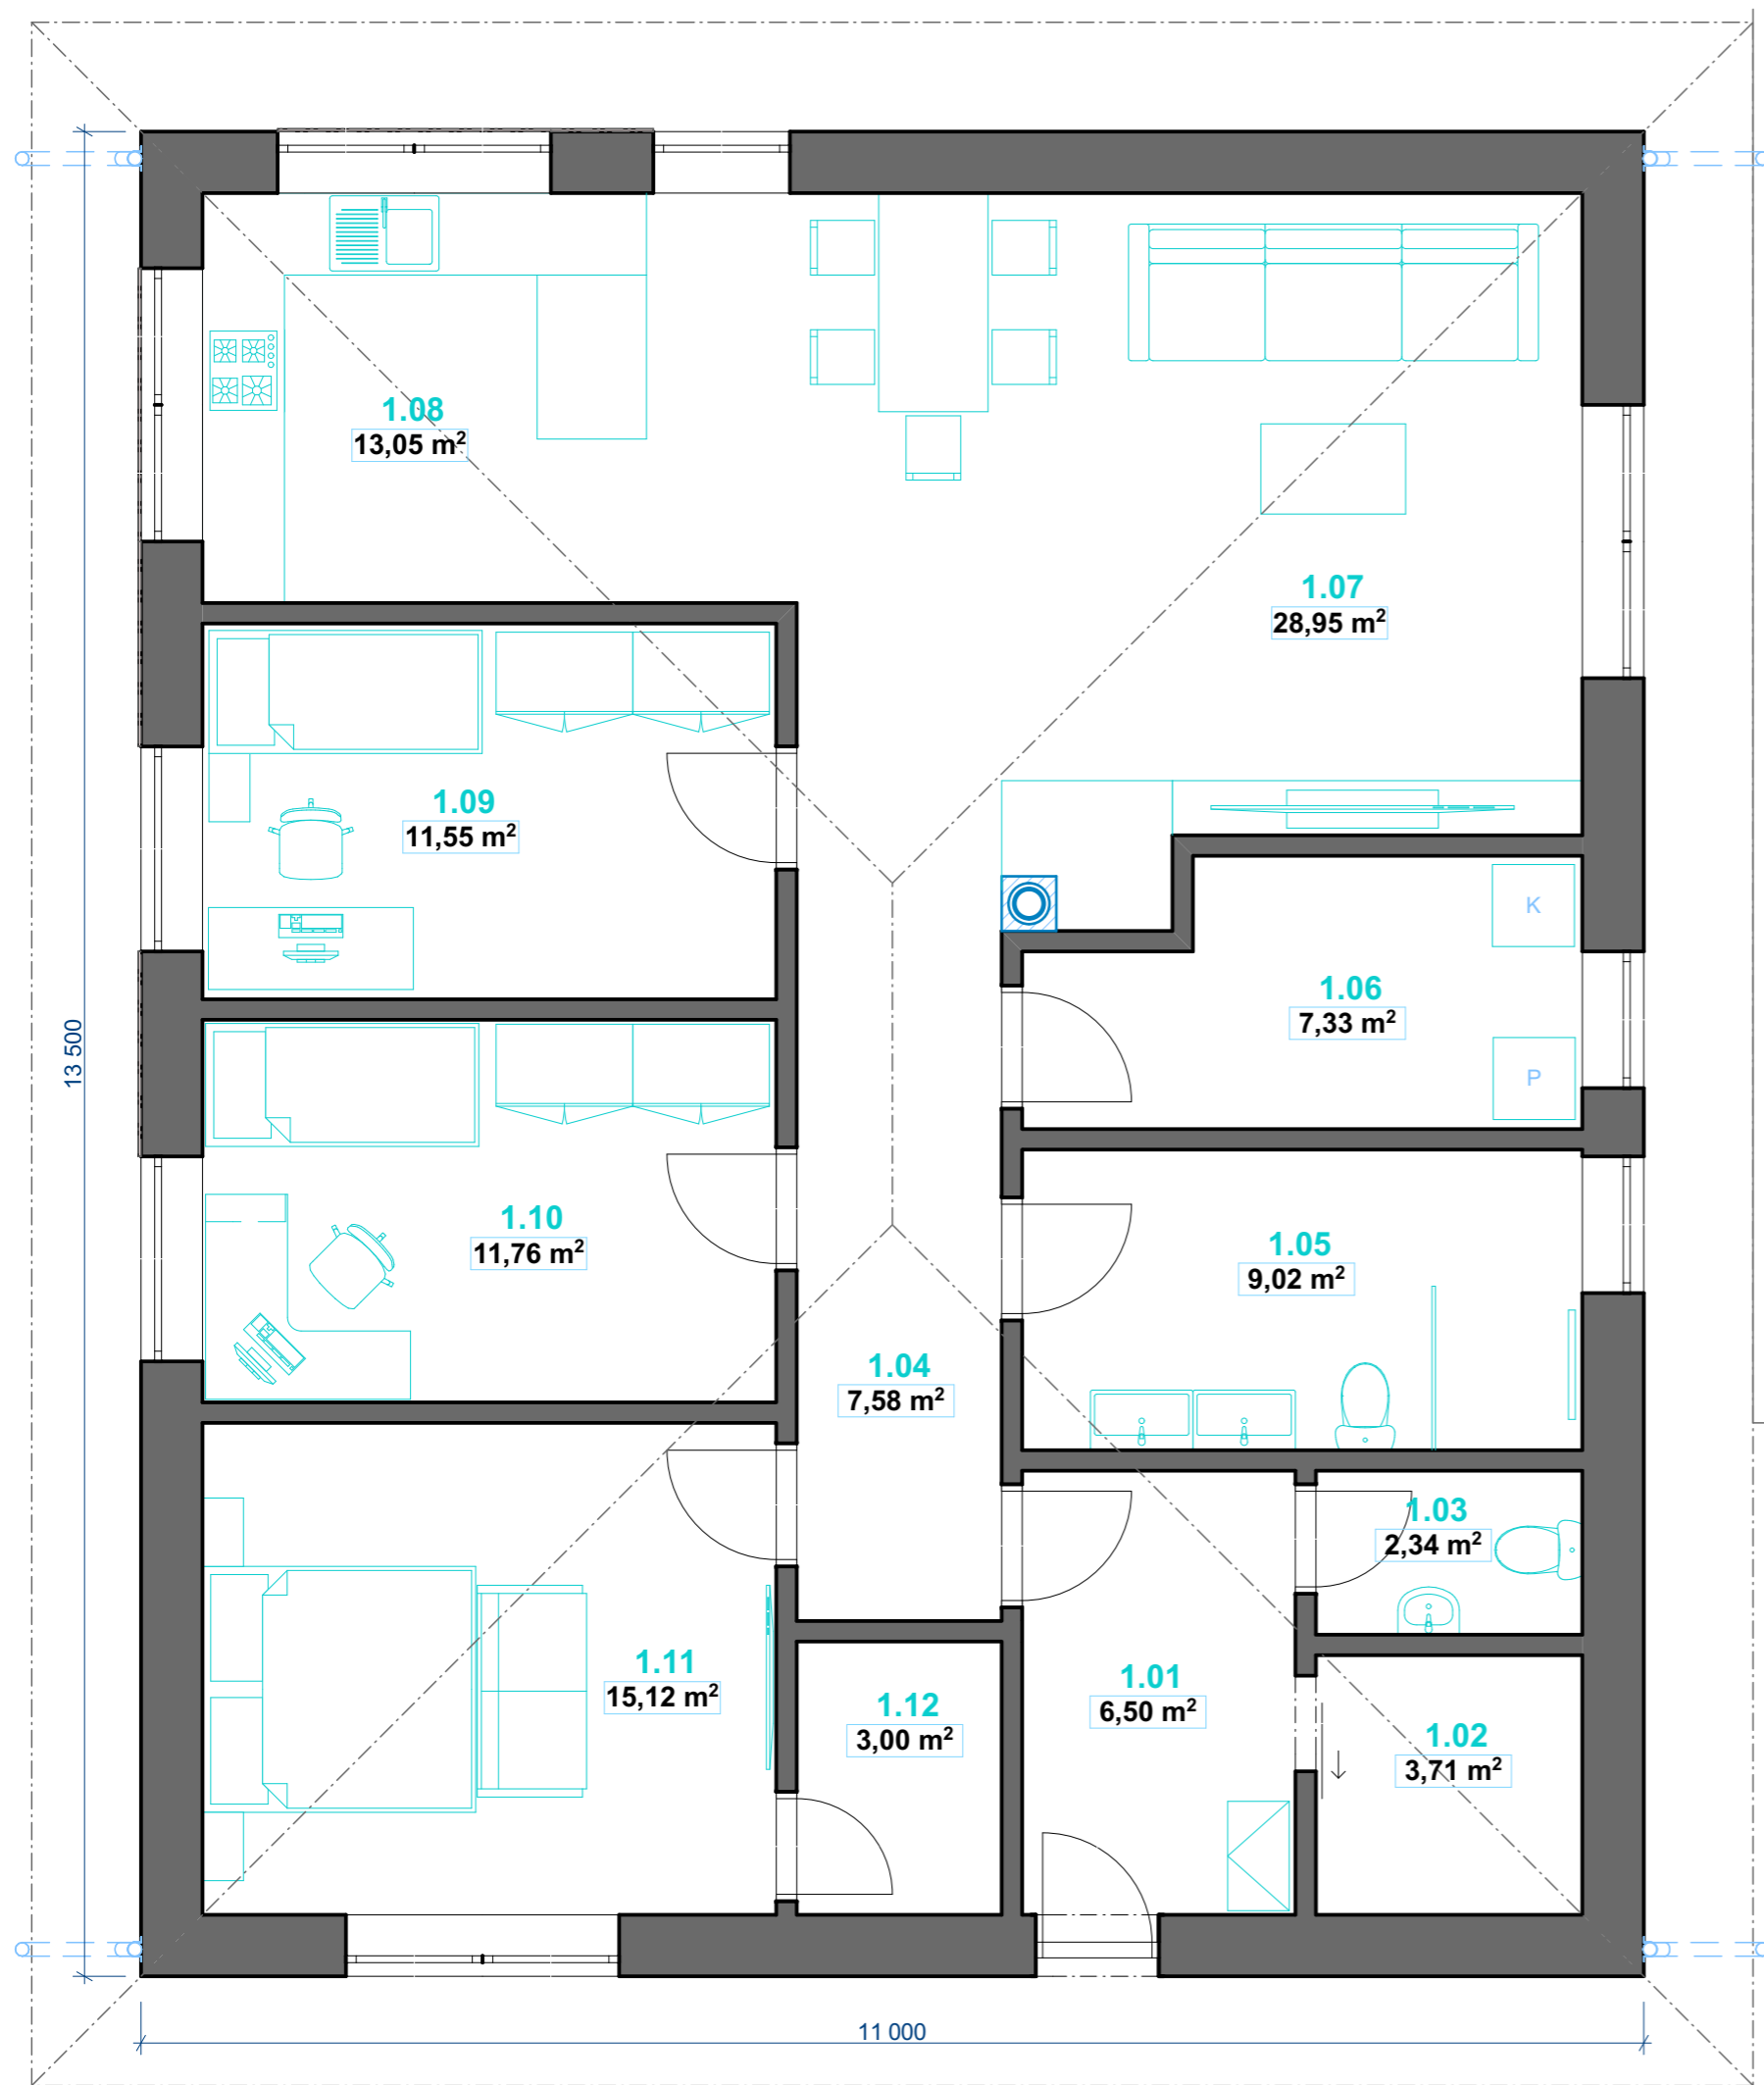 1.08
13,05 m²
1.07
28,95 m²
1.09
11,55 m²
K
1.06
7,33 m²
P
13 500
1.10
11,76 m²
1.05
9,02 m²
1.04
7,58 m²
1.03
2,34 m²
1.11
15,12 m²
1.12
3,00 m²
1.01
6,50 m²
1.02
3,71 m²
11 000